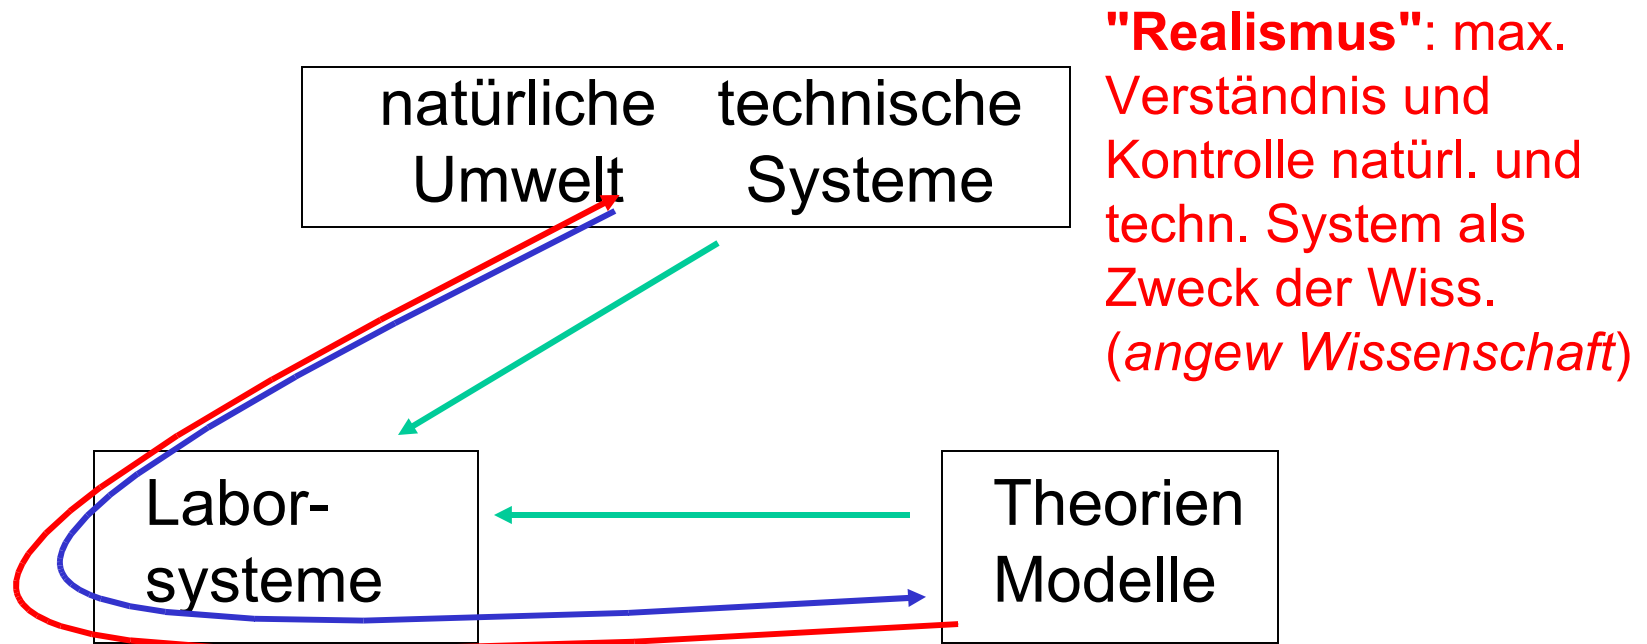 "Realismus": max.
Verständnis und
Kontrolle natürl. und
techn. System als
Zweck der Wiss.
(angew Wissenschaft)
natürliche technische
Umwelt Systeme
Labor-
systeme
Theorien
Modelle